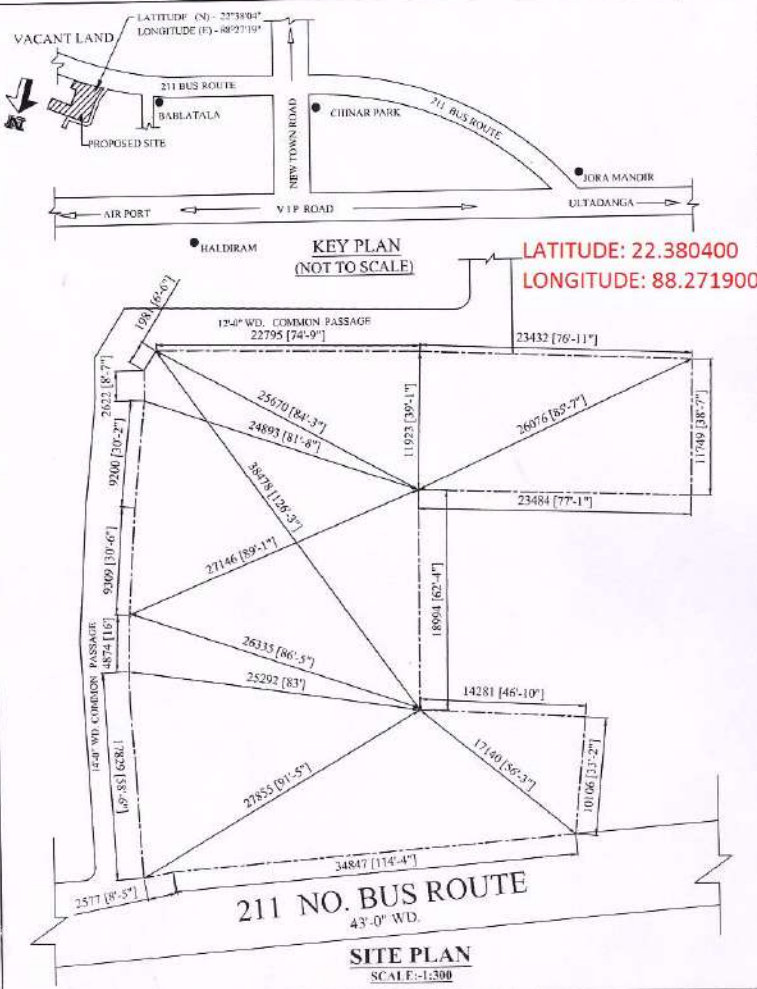 LATITUDE (N) - 22°38'04"
LONGITUDE (E) - 88°27'19"
VACANT LAND
211 BUS ROUTE
BABLATALA
CHINAR PARK
211 BUS ROUTE
N
PROPOSED SITE
NEW TOWN ROAD
JORA MANDIR
AIR PORT
V I P ROAD
ULTADANGA
HALDIRAM
KEY PLAN
(NOT TO SCALE)
LATITUDE: 22.380400
LONGITUDE: 88.271900
1981 [6'-6"]
12'-0" WD. COMMON PASSAGE
22795 [74'-9"]
23432 [76'-11"]
2622 [8'-7"]
25670 [84'-3"]
24893 [81'-8"]
11923 [39'-1"]
26076 [85'-7"]
11749 [38'-7"]
9200 [30'-2"]
38478 [126'-3"]
23484 [77'-1"]
9309 [30'-6"]
27146 [89'-1"]
18994 [62'-4"]
14'-0" WD. COMMON PASSAGE
4874 [16']
26335 [86'-5"]
25292 [83']
14281 [46'-10"]
17829 [58'-6"]
17140 [56'-3"]
10106 [33'-2"]
27855 [91'-5"]
34847 [114'-4"]
2577 [8'-5"]
211 NO. BUS ROUTE
43'-0" WD.
SITE PLAN
SCALE:-1:300